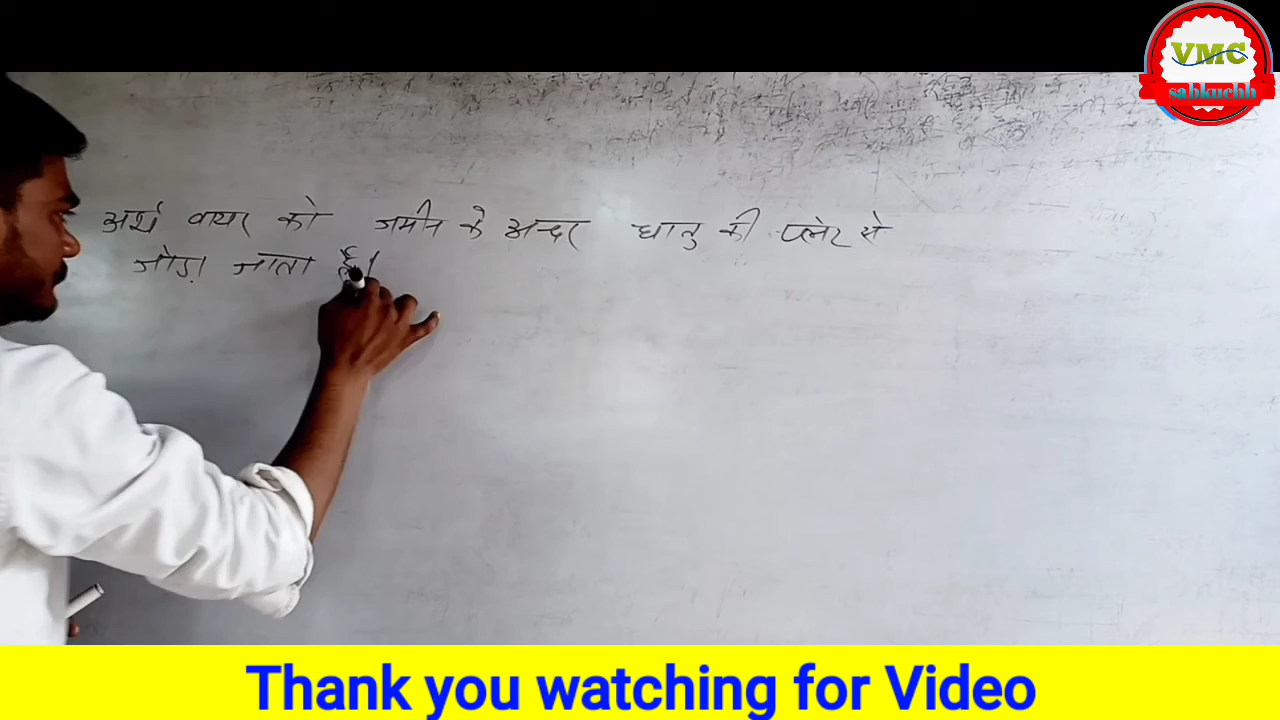 VMC
sabkuchh
अर्थ वायर को जमीन के अन्दर धातु की प्लेट से
जोड़ा जाता है।
Thank you watching for Video